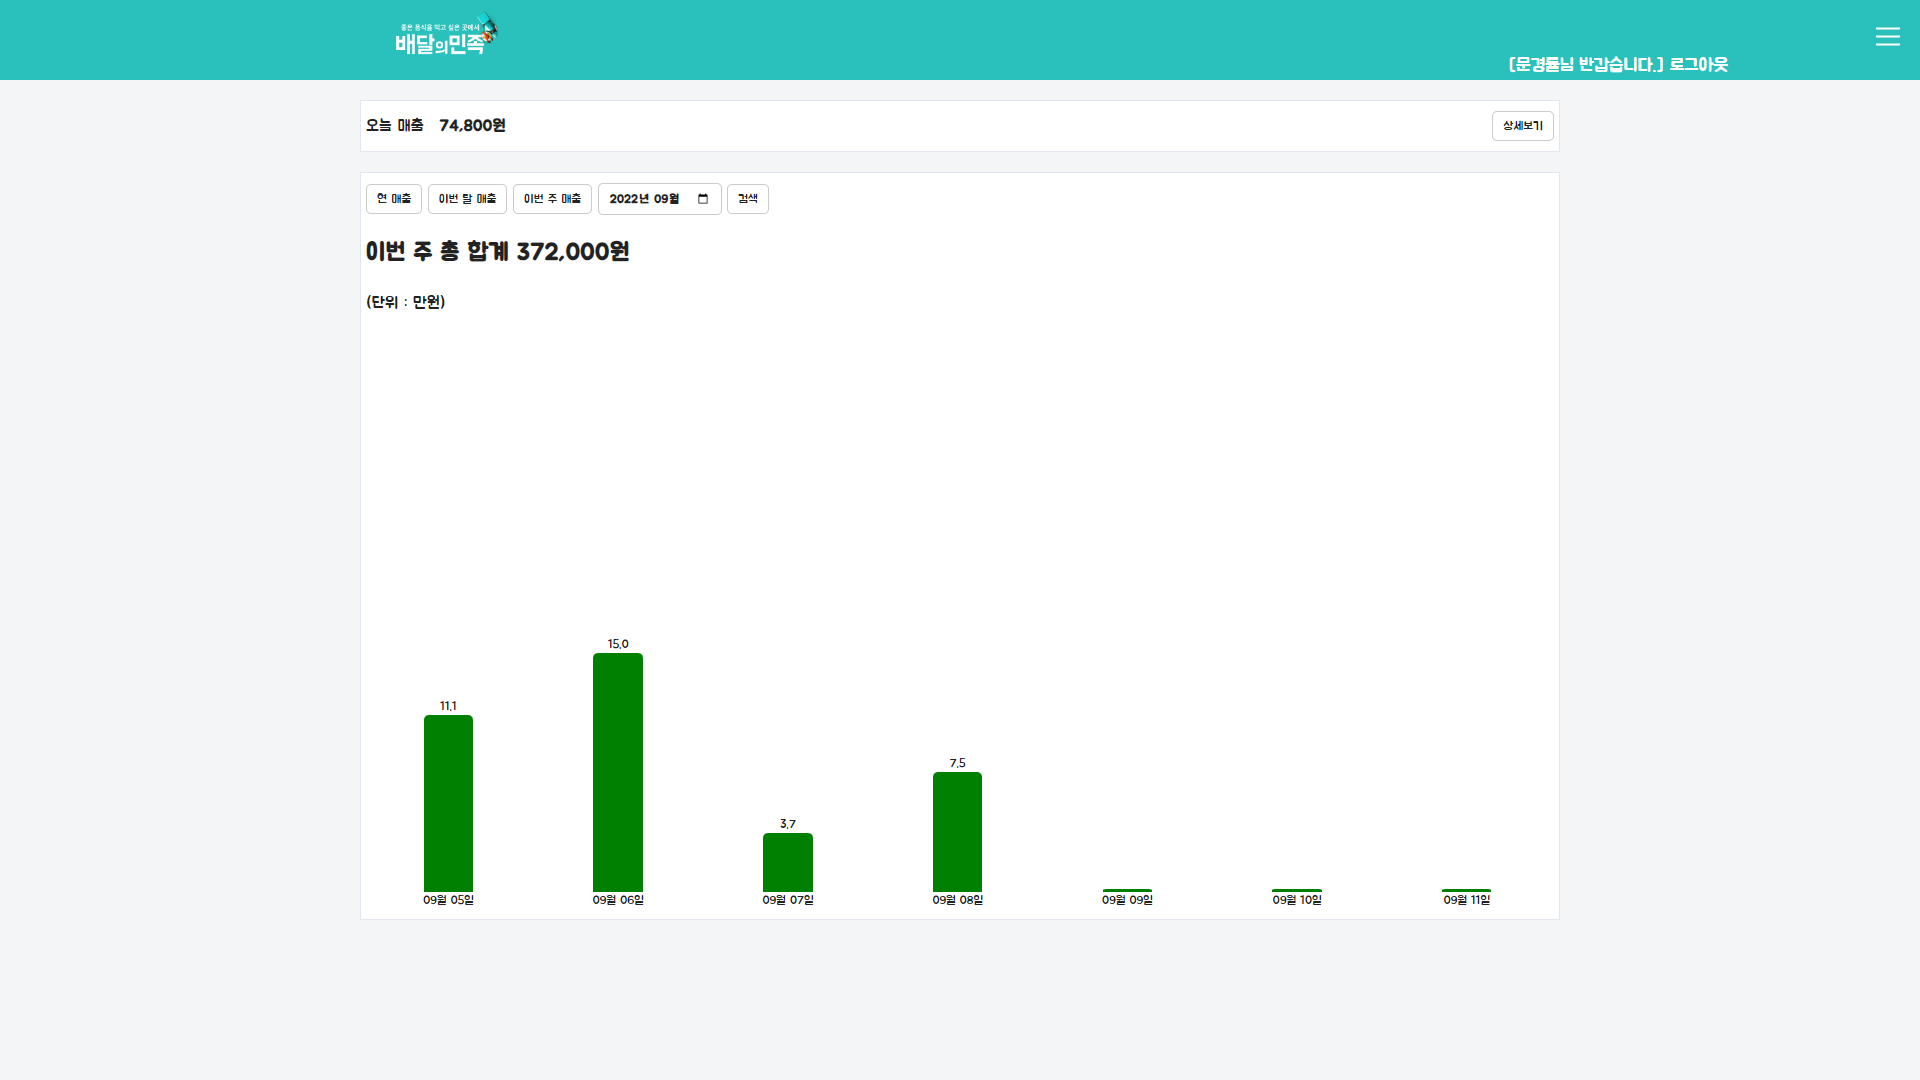 좋은 음식을 먹고 싶은 곳에서
배달의민족
[문경률님 반갑습니다.] 로그아웃
오늘 매출 74,800원
상세보기
현 매출 이번 달 매출 이번 주 매출 2022년 09월 검색
이번 주 총 합계 372,000원
(단위 : 만원)
15.0
11.1
7.5
3.7
09월 05일 09월 06일 09월 07일 09월 08일 09월 09일 09월 10일 09월 11일